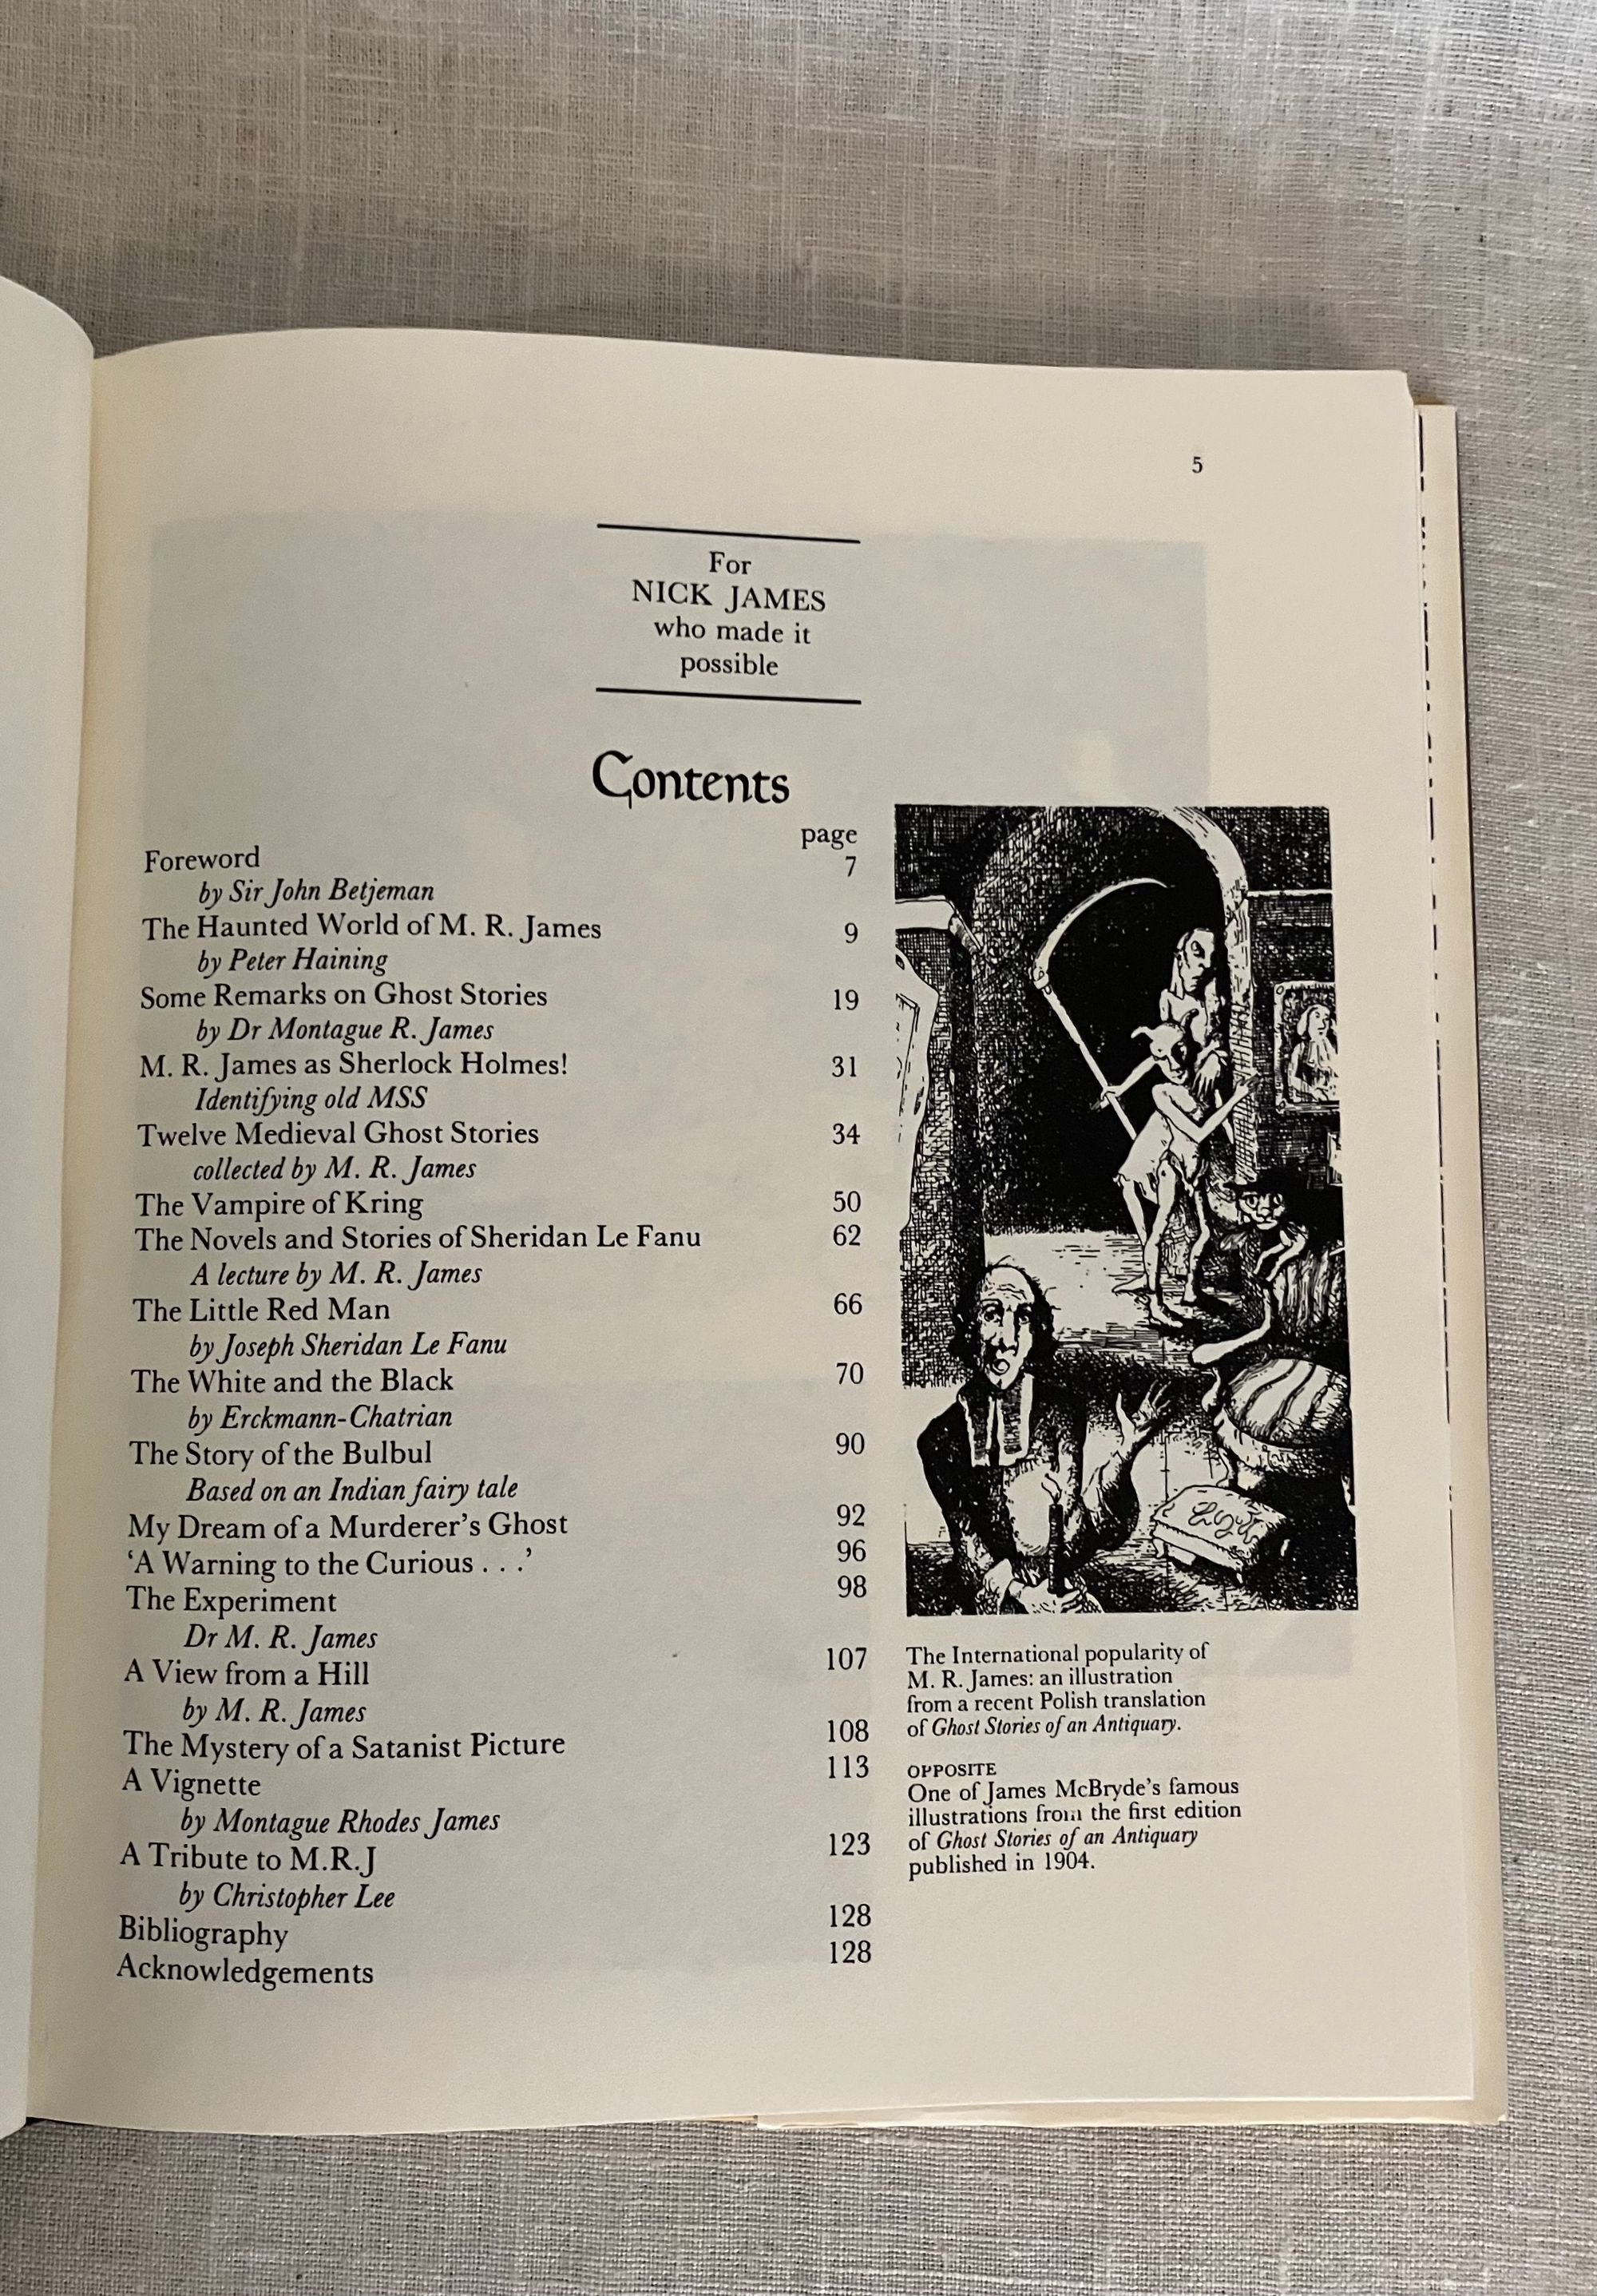 5
For
NICK JAMES
who made it
possible
Contents
page
Foreword 7
by Sir John Betjeman
The Haunted World of M. R. James 9
by Peter Haining
Some Remarks on Ghost Stories 19
by Dr Montague R. James
M. R. James as Sherlock Holmes! 31
Identifying old MSS
Twelve Medieval Ghost Stories 34
collected by M. R. James
The Vampire of Kring 50
The Novels and Stories of Sheridan Le Fanu 62
A lecture by M. R. James
The Little Red Man 66
by Joseph Sheridan Le Fanu
The White and the Black 70
by Erckmann-Chatrian
The Story of the Bulbul 90
Based on an Indian fairy tale
My Dream of a Murderer's Ghost 92
‘A Warning to the Curious . . .’ 96
The Experiment 98
Dr M. R. James
A View from a Hill 107
by M. R. James
The Mystery of a Satanist Picture 108
A Vignette 113
by Montague Rhodes James
A Tribute to M.R.J 123
by Christopher Lee
Bibliography 128
Acknowledgements 128
The International popularity of
M. R. James: an illustration
from a recent Polish translation
of Ghost Stories of an Antiquary.
OPPOSITE
One of James McBryde's famous
illustrations from the first edition
of Ghost Stories of an Antiquary
published in 1904.